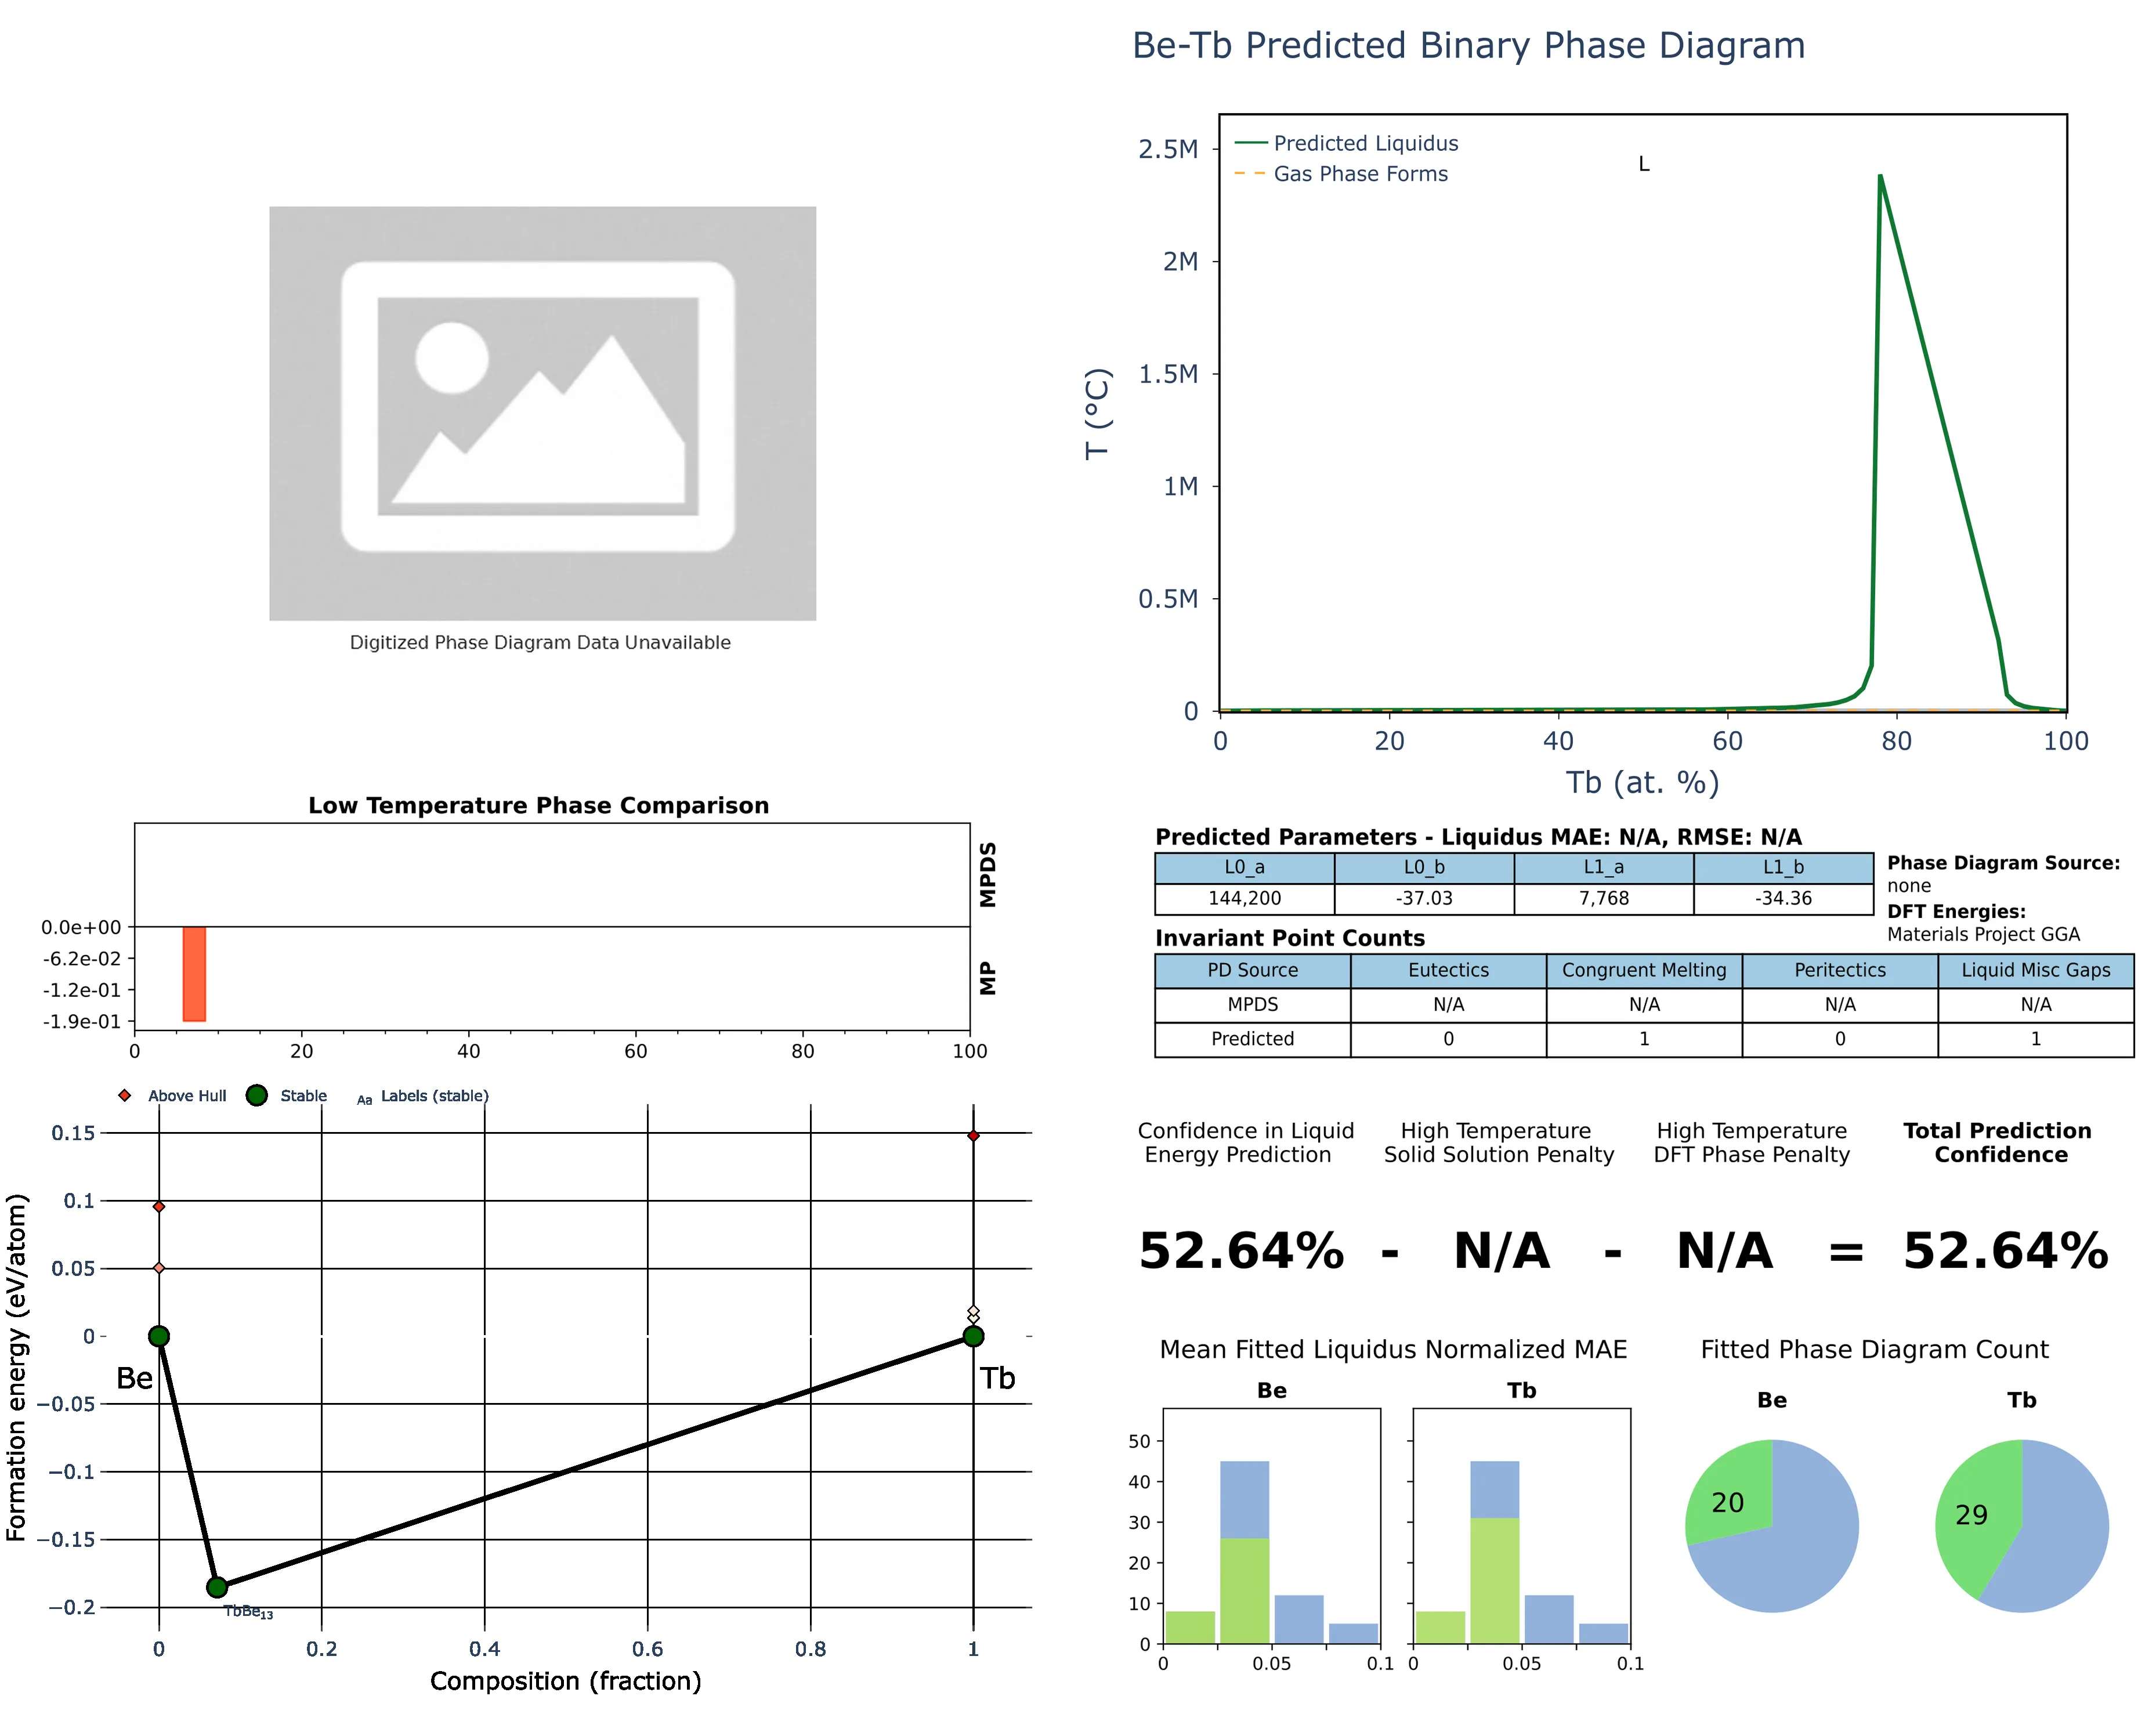 Be-Tb Predicted Binary Phase Diagram
Predicted Liquidus
Gas Phase Forms
L
2.5M
2M
1.5M
1M
0.5M
0
T (°C)
0 20 40 60 80 100
Tb (at. %)
Digitized Phase Diagram Data Unavailable
Low Temperature Phase Comparison
MPDS
MP
0.0e+00
-6.2e-02
-1.2e-01
-1.9e-01
0 20 40 60 80 100
Predicted Parameters - Liquidus MAE: N/A, RMSE: N/A
L0_a L0_b L1_a L1_b
144,200 -37.03 7,768 -34.36
Phase Diagram Source:
none
DFT Energies:
Materials Project GGA
Invariant Point Counts
PD Source Eutectics Congruent Melting Peritectics Liquid Misc Gaps
MPDS N/A N/A N/A N/A
Predicted 0 1 0 1
Above Hull Stable Aa Labels (stable)
0.15
0.1
0.05
0
−0.05
−0.1
−0.15
−0.2
Formation energy (eV/atom)
Be
Tb
TbBe13
0 0.2 0.4 0.6 0.8 1
Composition (fraction)
Confidence in Liquid
Energy Prediction
High Temperature
Solid Solution Penalty
High Temperature
DFT Phase Penalty
Total Prediction
Confidence
52.64% - N/A - N/A = 52.64%
Mean Fitted Liquidus Normalized MAE
Be
Tb
50
40
30
20
10
0
0 0.05 0.1
0 0.05 0.1
Fitted Phase Diagram Count
Be
Tb
20
29